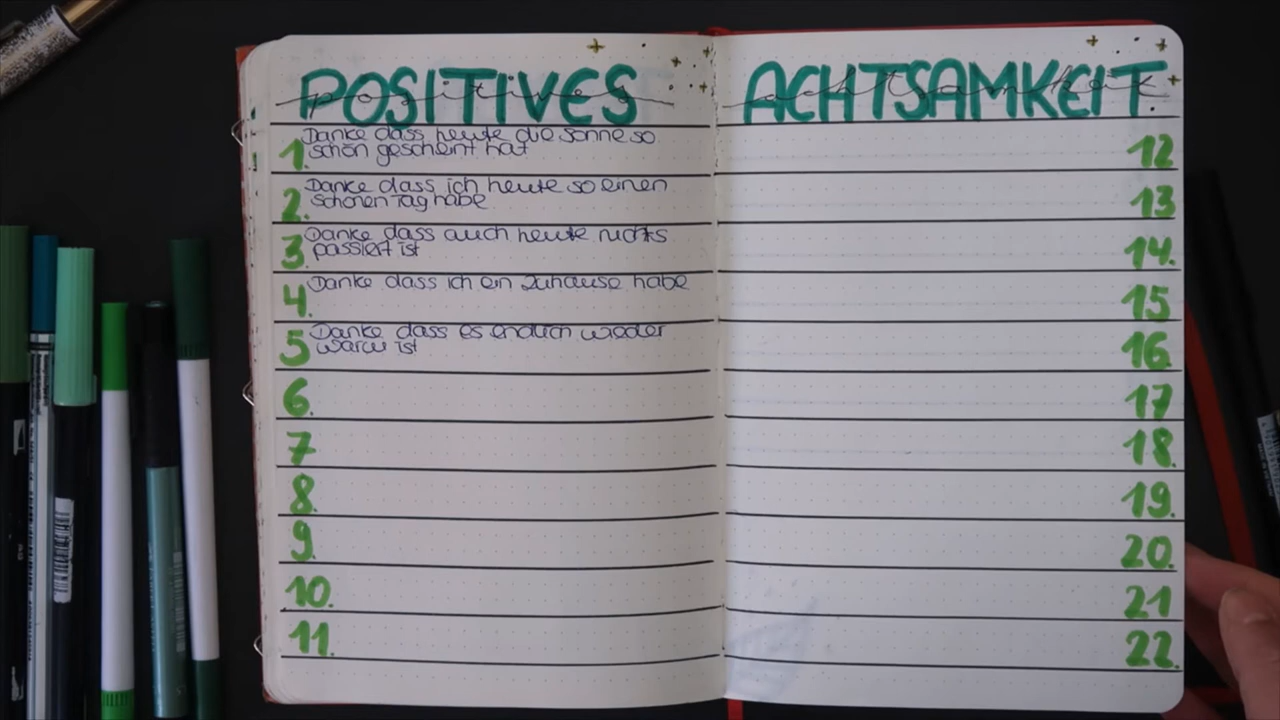 POSITIVES
positives
ACHTSAMKEIT
achtsamkeit
1. Danke dass heute die Sonne so
schön gescheint hat
2. Danke dass ich heute so einen
schönen Tag habe
3. Danke dass auch heute nichts
passiert ist
4. Danke dass ich ein Zuhause habe
5. Danke dass es endlich wieder
warm ist
6.
7.
8.
9.
10.
11.
12
13
14.
15
16.
17
18.
19.
20.
21
22.